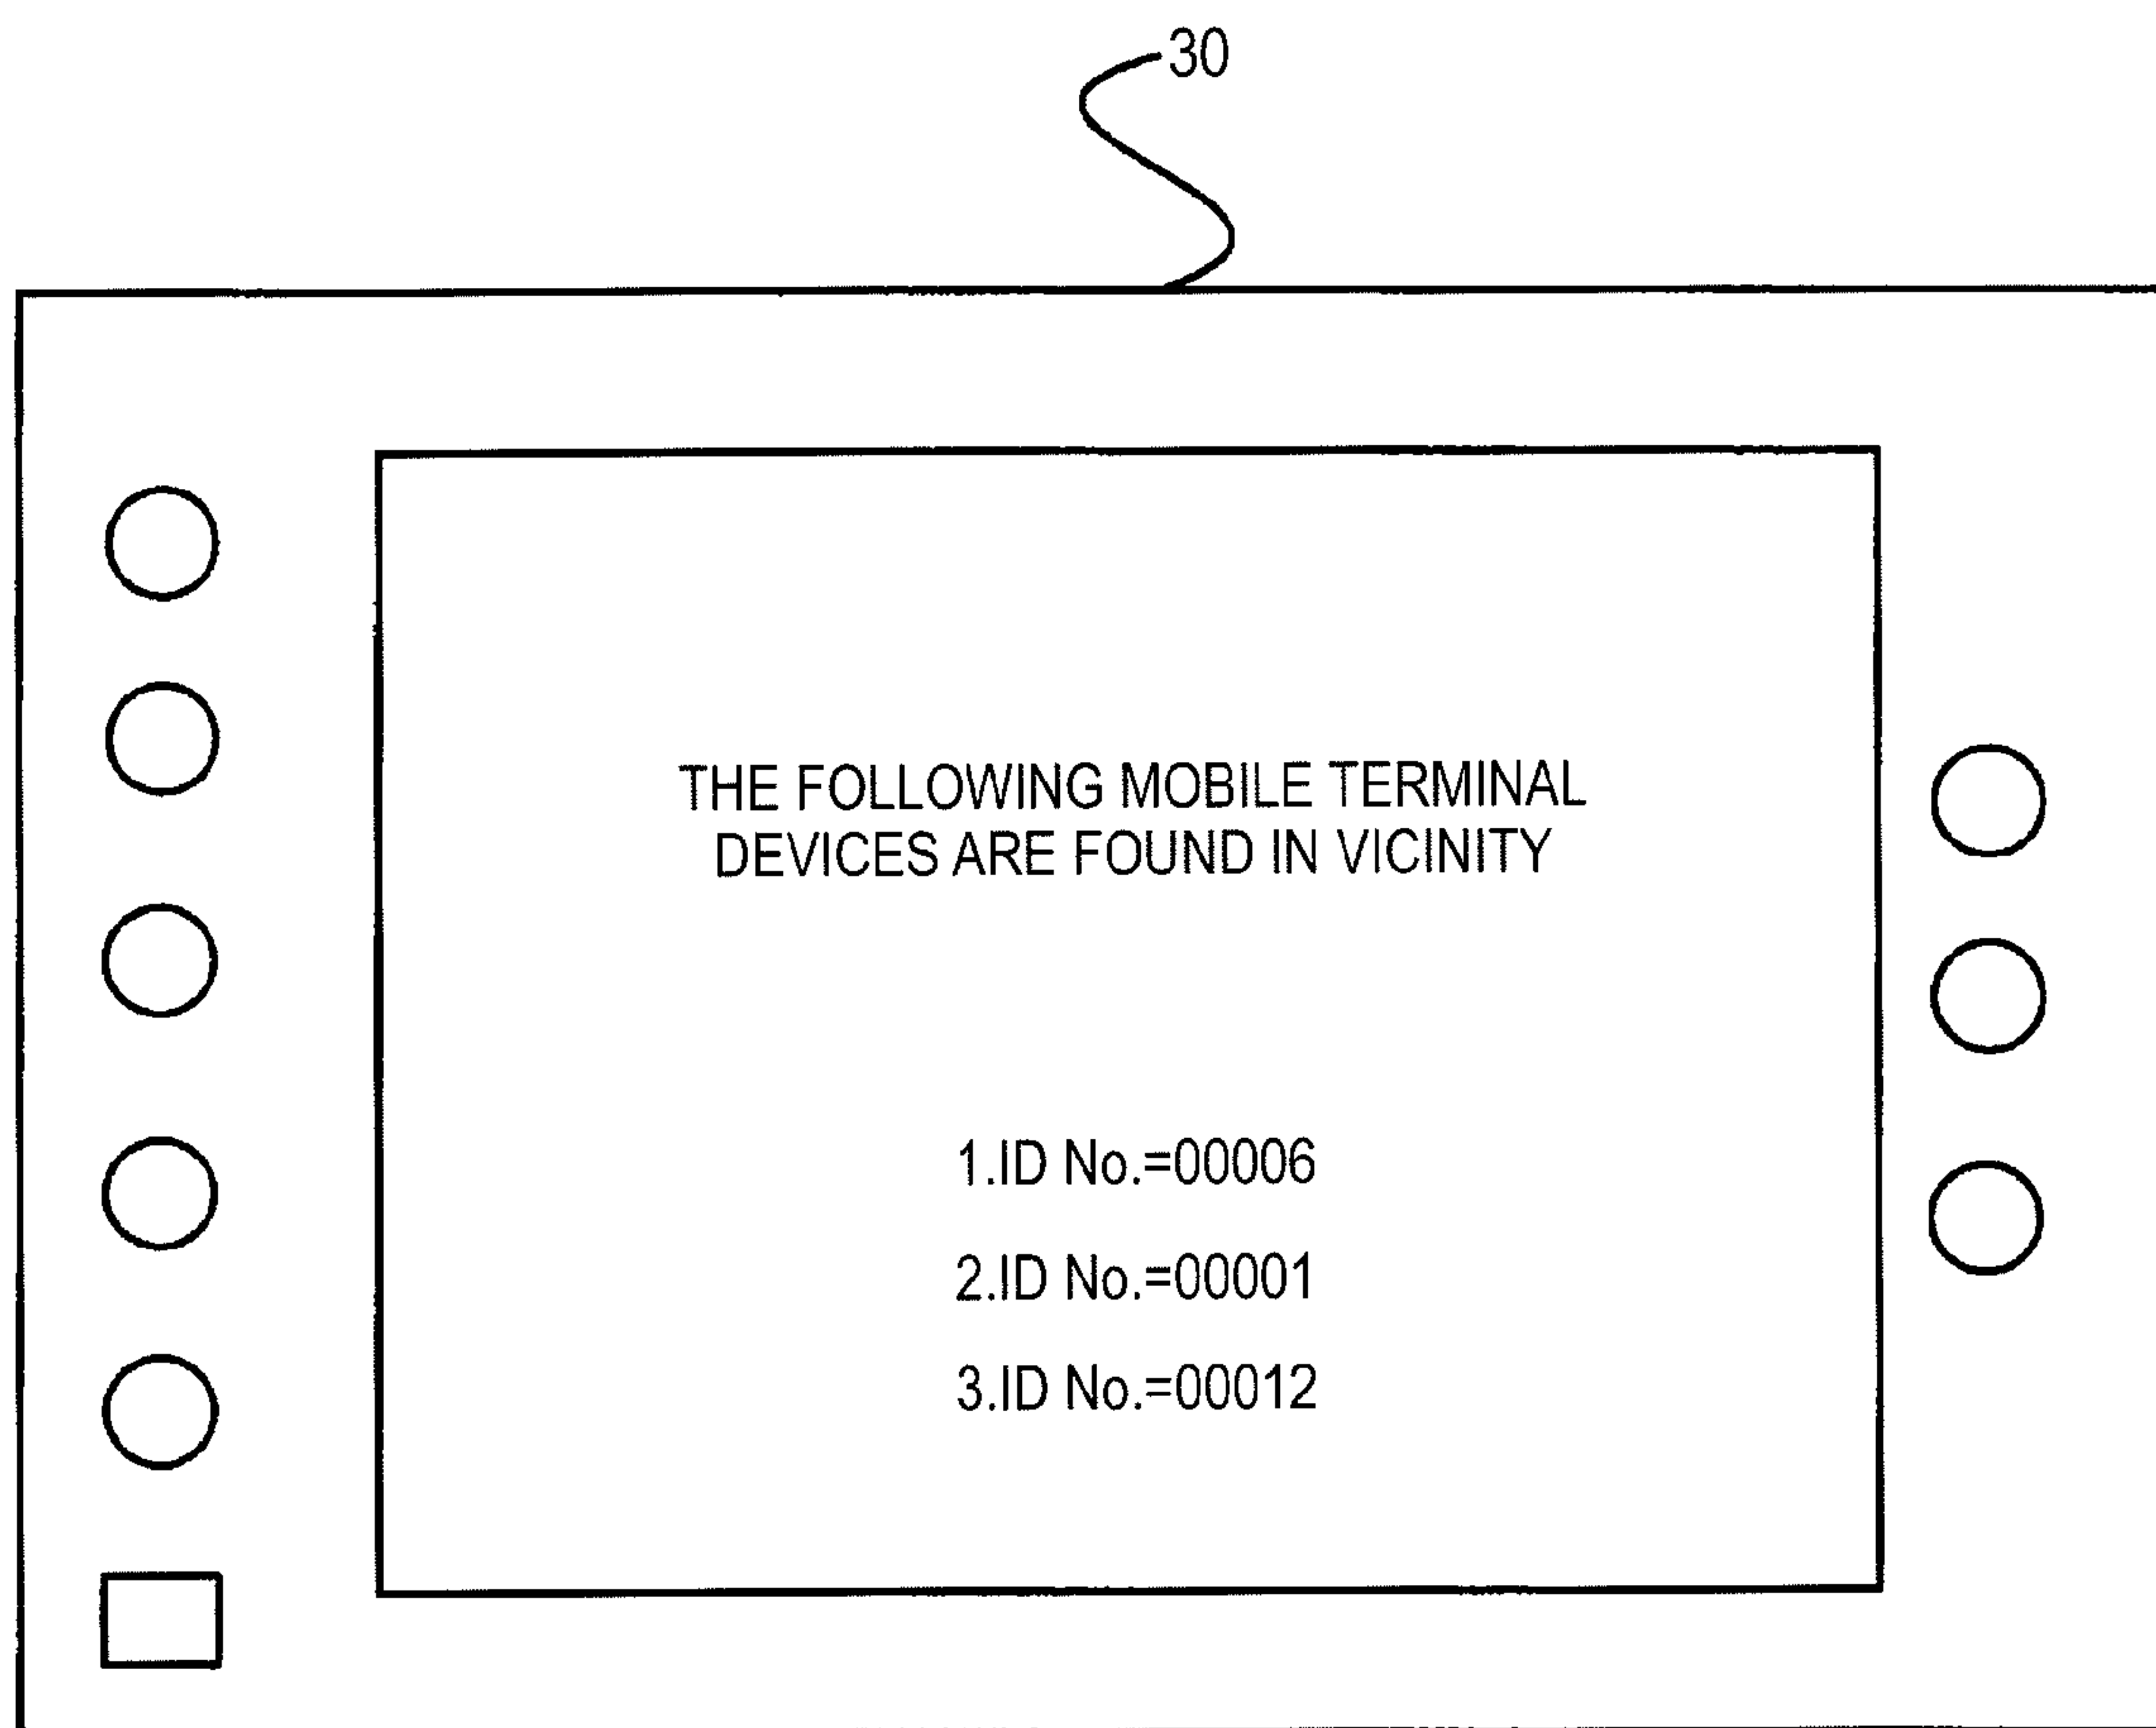 30
THE FOLLOWING MOBILE TERMINAL
DEVICES ARE FOUND IN VICINITY
1.ID No.=00006
2.ID No.=00001
3.ID No.=00012